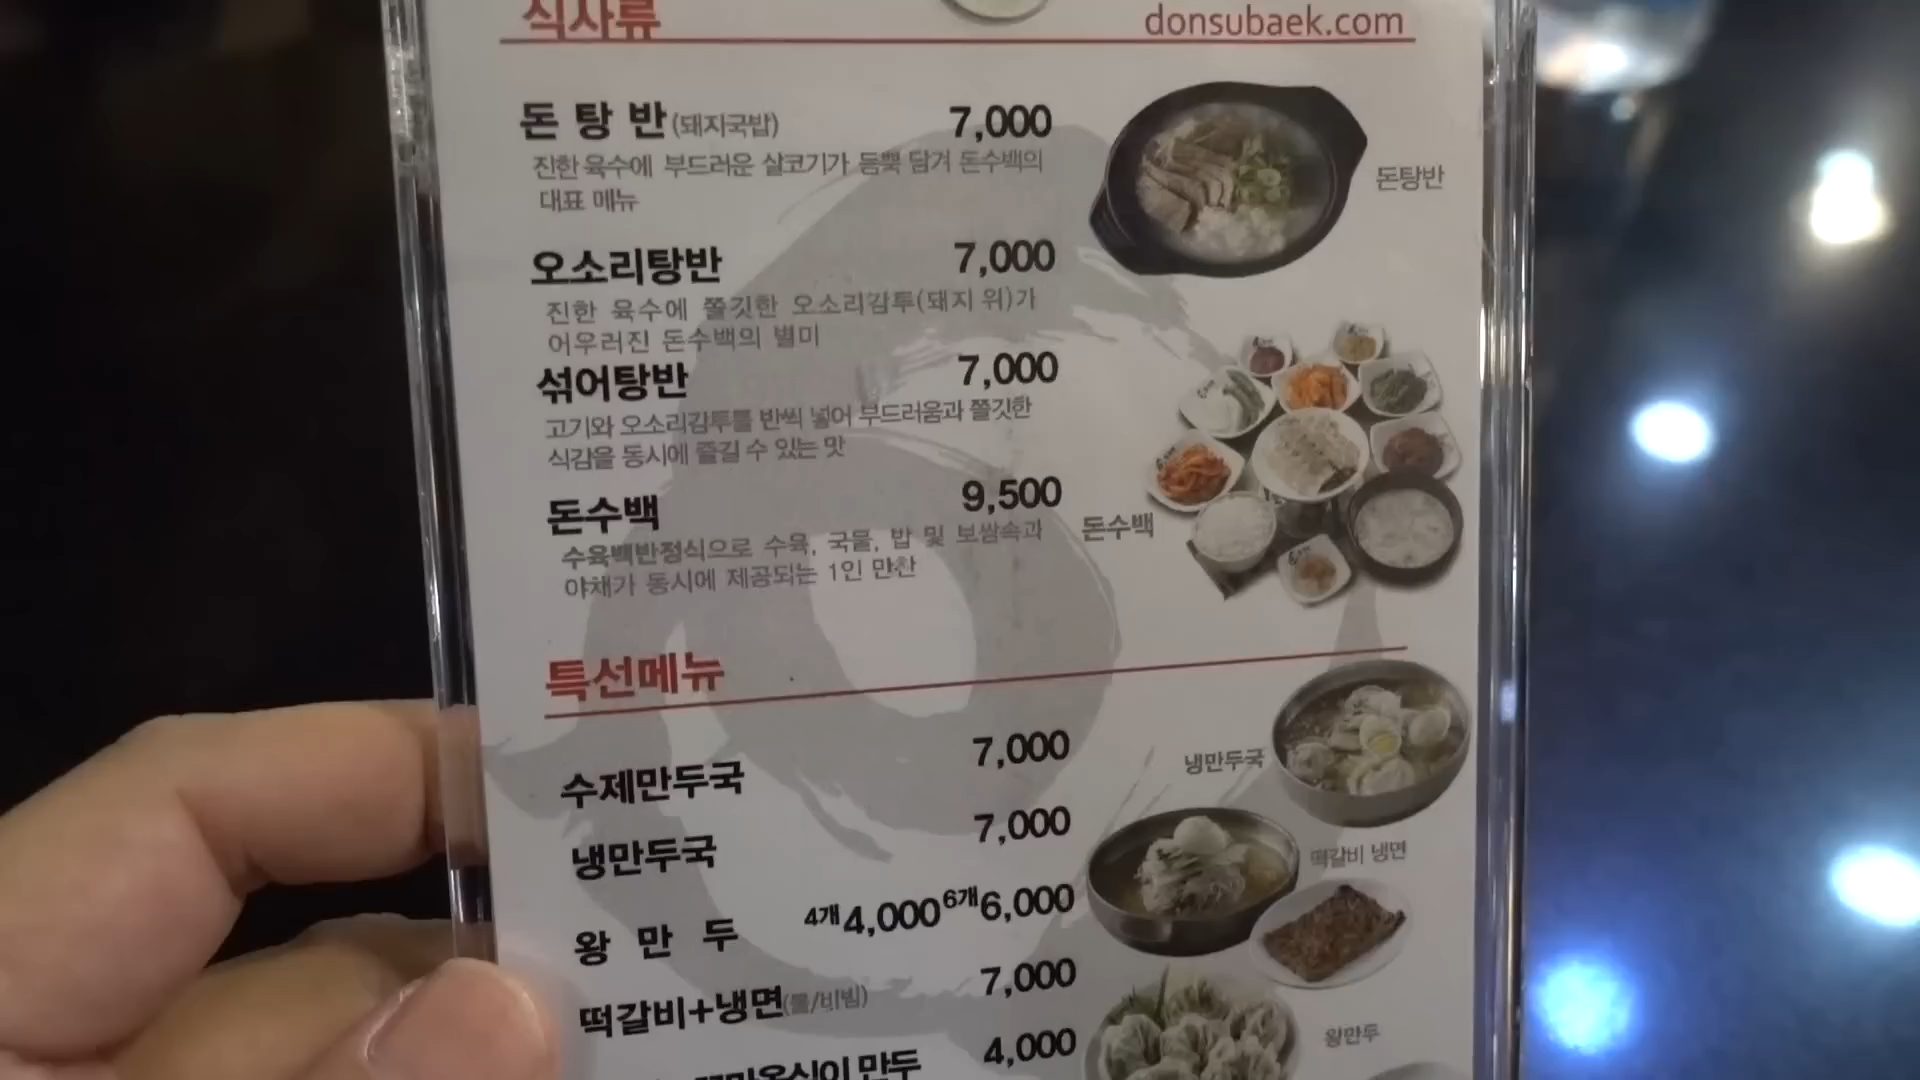 식사류 donsubaek.com
돈 탕 반(돼지국밥) 7,000
진한 육수에 부드러운 살코기가 듬뿍 담겨 돈수백의
대표 메뉴
돈탕반
오소리탕반 7,000
진한 육수에 쫄깃한 오소리감투(돼지 위)가
어우러진 돈수백의 별미
섞어탕반 7,000
고기와 오소리감투를 반씩 넣어 부드러움과 쫄깃한
식감을 동시에 즐길 수 있는 맛
돈수백 9,500
수육백반정식으로 수육, 국물, 밥 및 보쌈속과
야채가 동시에 제공되는 1인 만찬
돈수백
특선메뉴
수제만두국 7,000
냉만두국
냉만두국 7,000
떡갈비 냉면
왕 만 두 4개4,000 6개6,000
떡갈비+냉면(물/비빔) 7,000
왕만두
만두 4,000